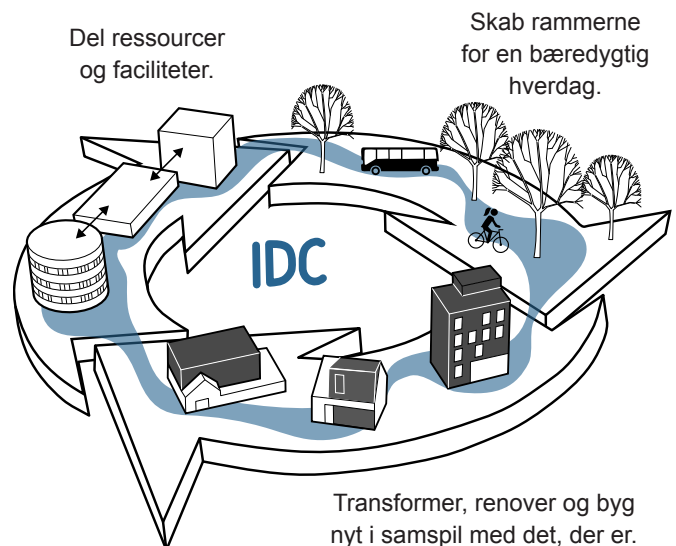 Del ressourcer
og faciliteter.
Skab rammerne
for en bæredygtig
hverdag.
IDC
Transformer, renover og byg
nyt i samspil med det, der er.